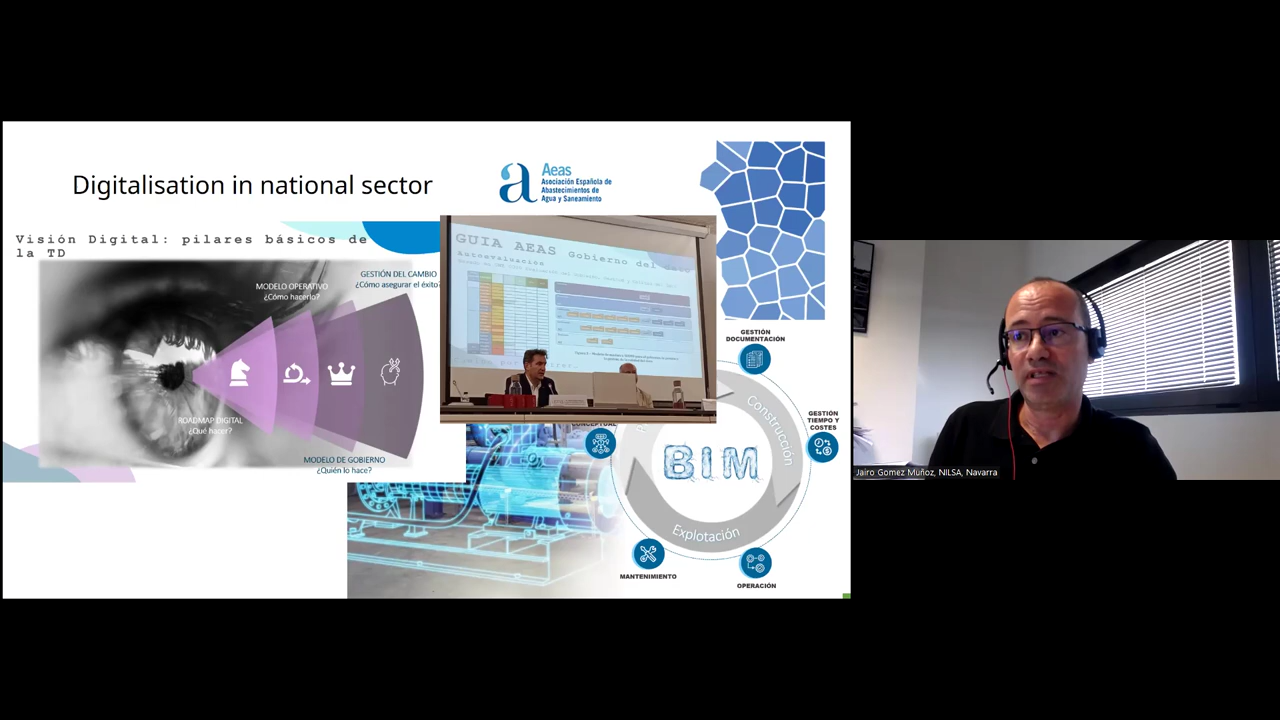 Digitalisation in national sector
Aeas
Asociación Española de
Abastecimientos de
Agua y Saneamiento
Visión Digital: pilares básicos de
la TD
GESTIÓN DEL CAMBIO
¿Cómo asegurar el éxito?
MODELO OPERATIVO
¿Cómo hacerlo?
ROADMAP DIGITAL
¿Qué hacer?
MODELO DE GOBIERNO
¿Quién lo hace?
GUIA AEAS Gobierno del dato
Autoevaluación
GESTIÓN
DOCUMENTACIÓN
GESTIÓN
TIEMPO Y
COSTES
CONCEPTUAL
Construcción
BIM
Explotación
MANTENIMIENTO
OPERACIÓN
Jairo Gomez Muñoz, NILSA, Navarra